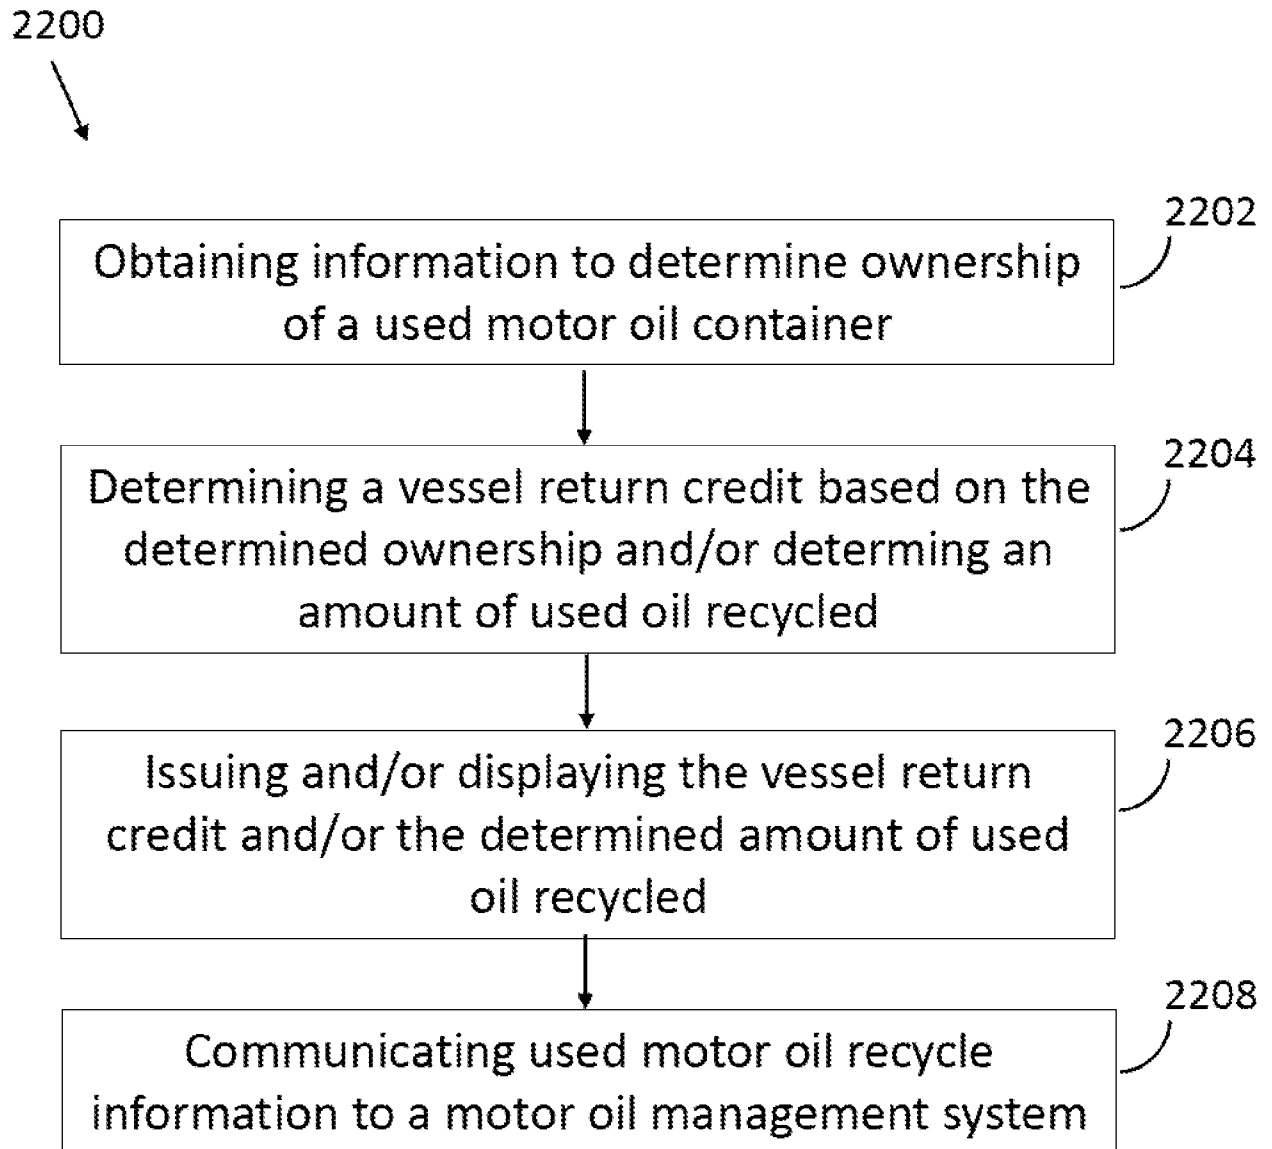 2200
2202
Obtaining information to determine ownership
of a used motor oil container
2204
Determining a vessel return credit based on the
determined ownership and/or determing an
amount of used oil recycled
2206
Issuing and/or displaying the vessel return
credit and/or the determined amount of used
oil recycled
2208
Communicating used motor oil recycle
information to a motor oil management system